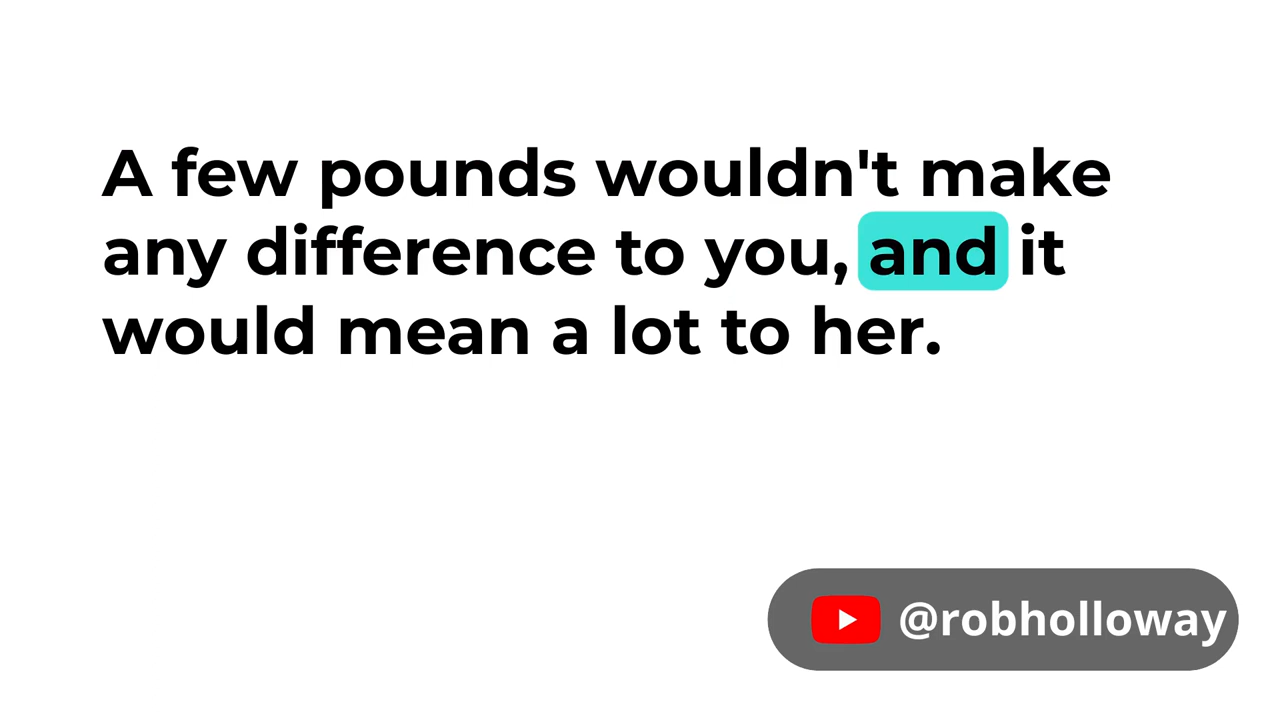 A few pounds wouldn't make
any difference to you, and it
would mean a lot to her.
@robholloway